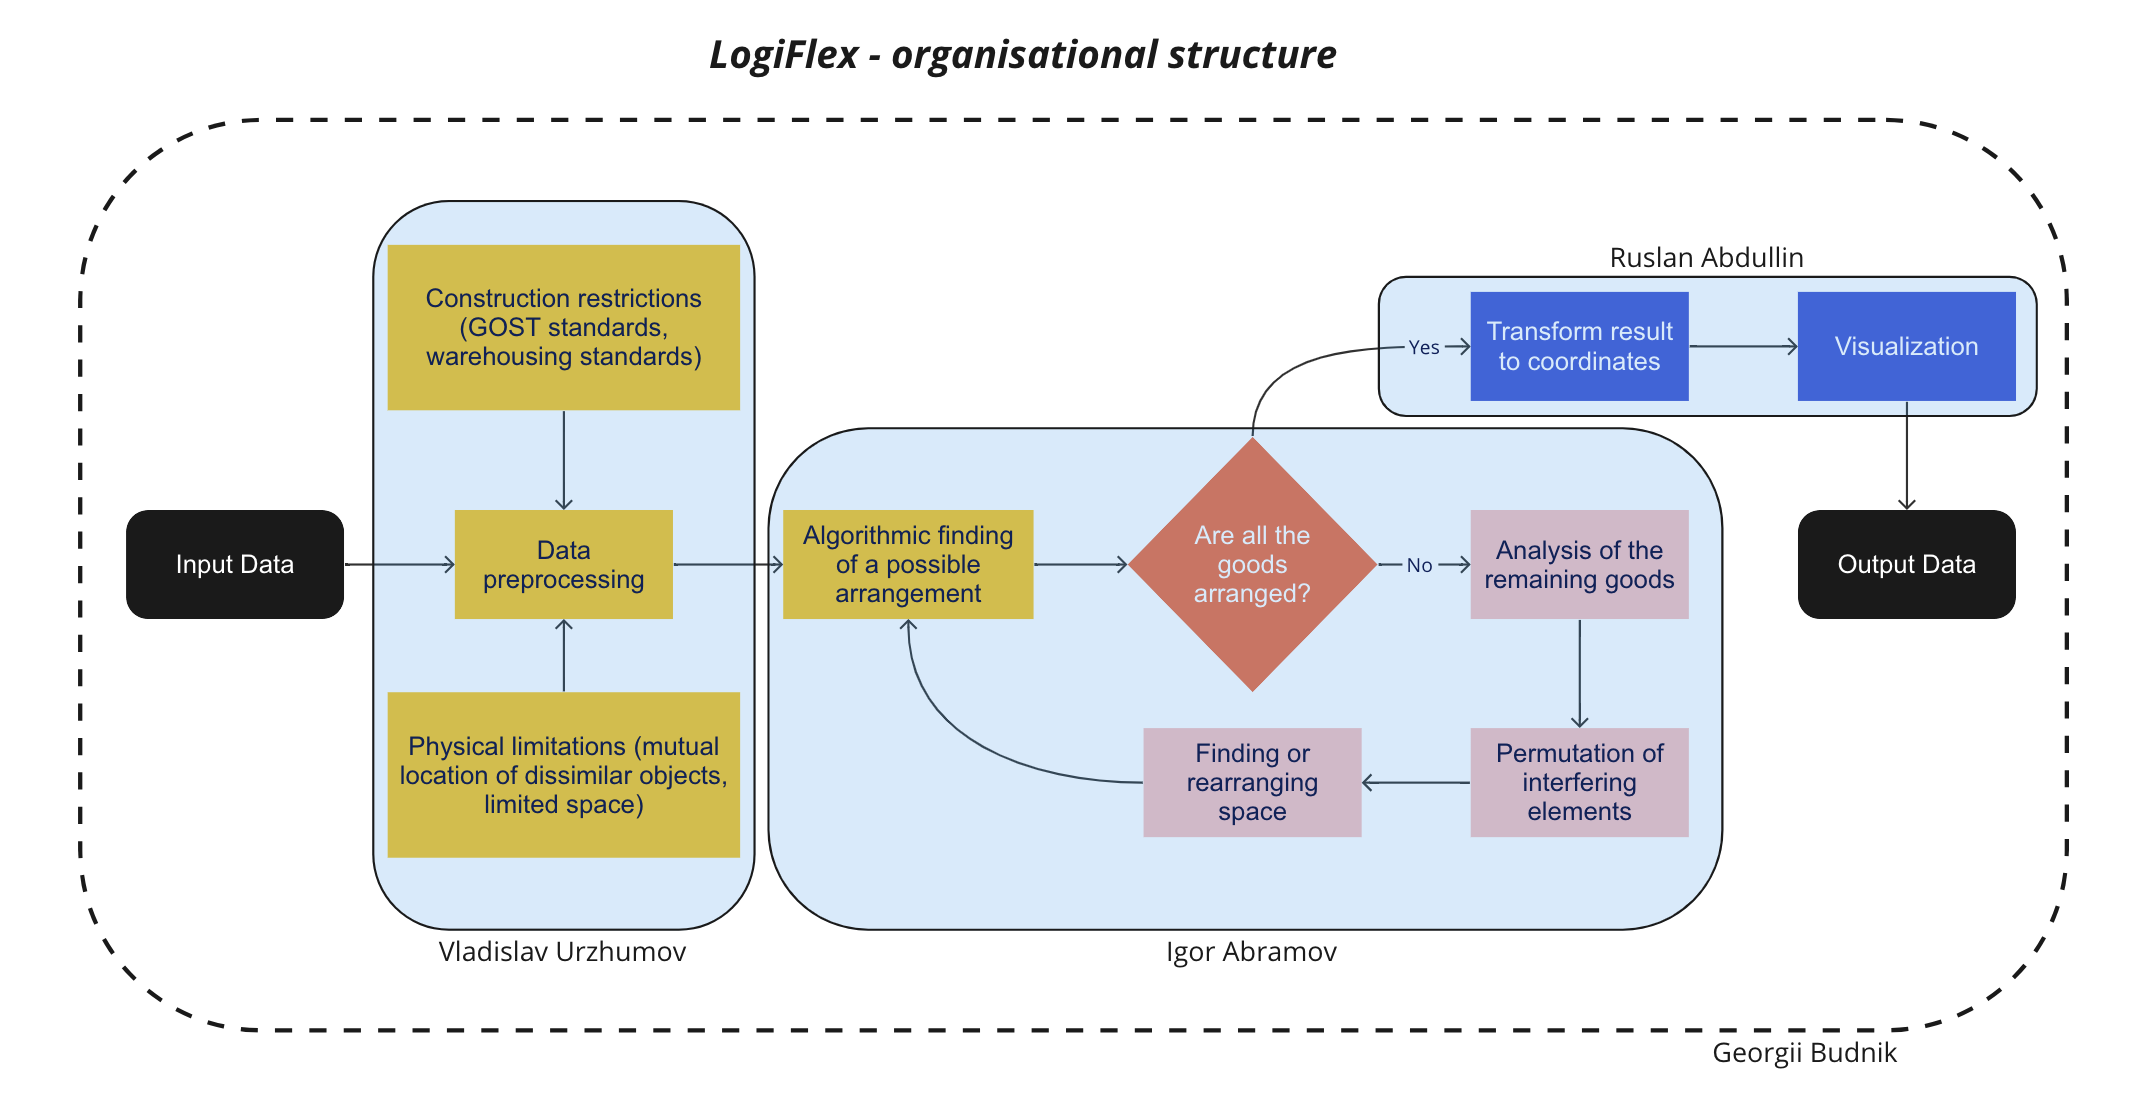 LogiFlex - organisational structure
Construction restrictions
(GOST standards,
warehousing standards)
Input Data
Data
preprocessing
Physical limitations (mutual
location of dissimilar objects,
limited space)
Vladislav Urzhumov
Algorithmic finding
of a possible
arrangement
Are all the
goods
arranged?
No
Analysis of the
remaining goods
Permutation of
interfering
elements
Finding or
rearranging
space
Igor Abramov
Ruslan Abdullin
Yes
Transform result
to coordinates
Visualization
Output Data
Georgii Budnik